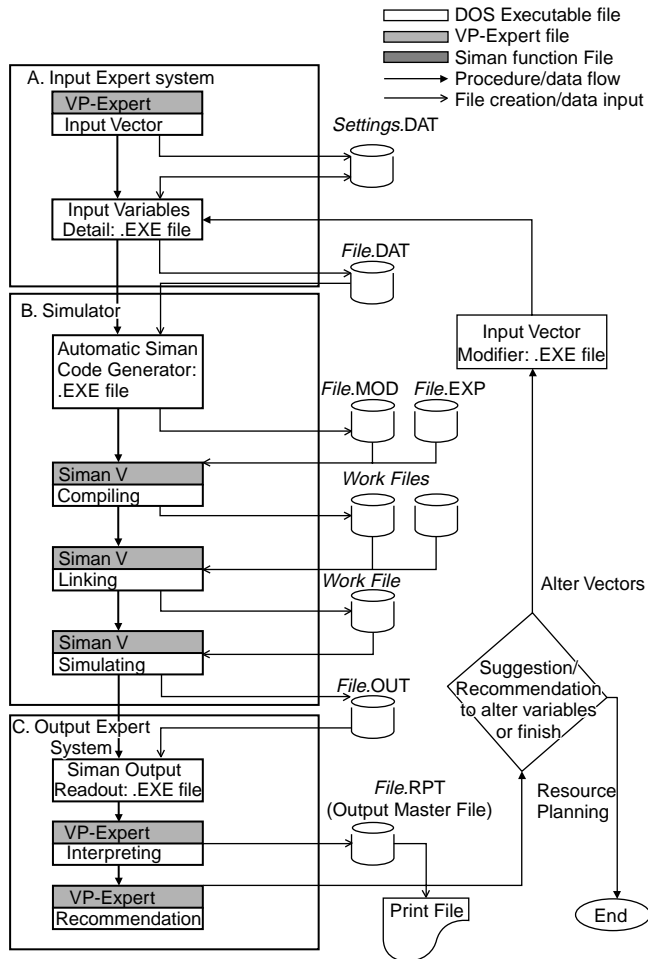 DOS Executable file
VP-Expert file
Siman function File
Procedure/data flow
File creation/data input
A. Input Expert system
VP-Expert
Input Vector
Settings.DAT
Input Variables
Detail: .EXE file
File.DAT
B. Simulator
Automatic Siman
Code Generator:
.EXE file
Input Vector
Modifier: .EXE file
File.MOD
File.EXP
Siman V
Compiling
Work Files
Siman V
Linking
Work File
Alter Vectors
Siman V
Simulating
Suggestion/
Recommendation
to alter variables
or finish
File.OUT
C. Output Expert
System
Siman Output
Readout: .EXE file
File.RPT
(Output Master File)
Resource
Planning
VP-Expert
Interpreting
VP-Expert
Recommendation
Print File
End